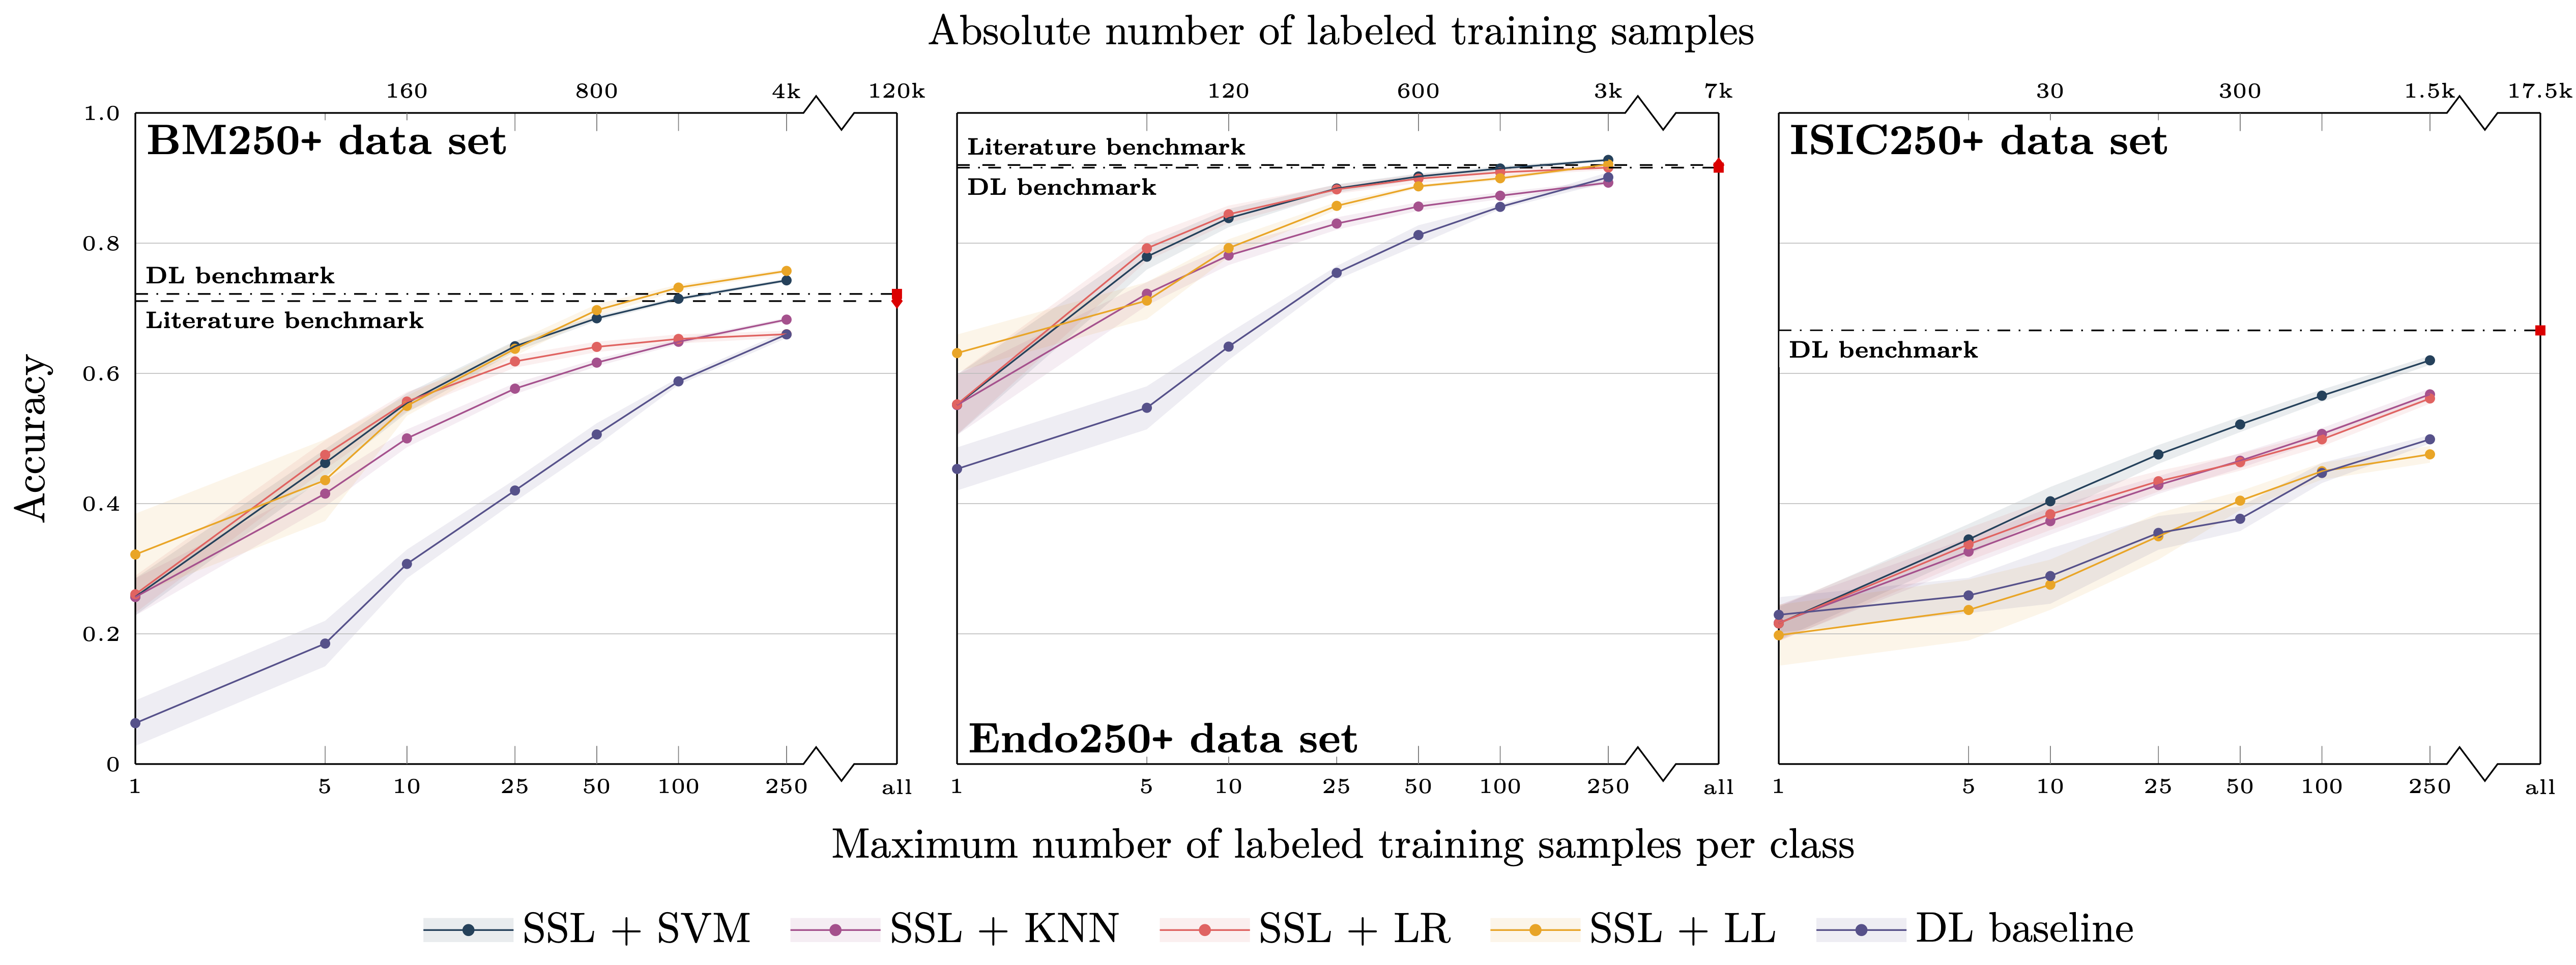 Absolute number of labeled training samples
160 800 4k 120k
120 600 3k 7k
30 300 1.5k 17.5k
Accuracy
1.0
0.8
0.6
0.4
0.2
0
BM250+ data set
DL benchmark
Literature benchmark
1 5 10 25 50 100 250 all
Literature benchmark
DL benchmark
Endo250+ data set
1 5 10 25 50 100 250 all
ISIC250+ data set
DL benchmark
1 5 10 25 50 100 250 all
Maximum number of labeled training samples per class
SSL + SVM SSL + KNN SSL + LR SSL + LL DL baseline